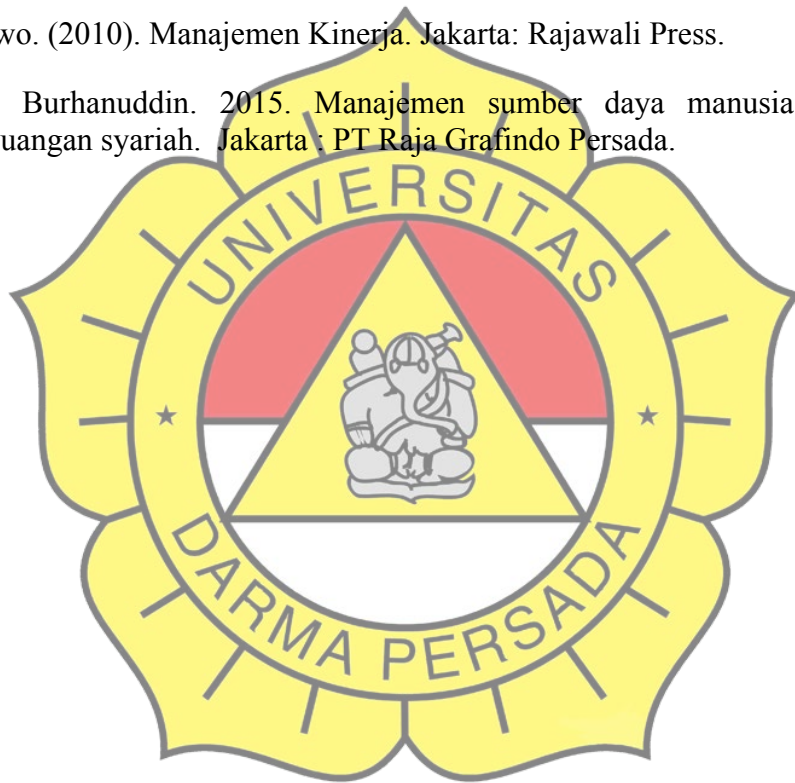 wo. (2010). Manajemen Kinerja. Jakarta: Rajawali Press.
Burhanuddin. 2015. Manajemen sumber daya manusia
uangan syariah. Jakarta : PT Raja Grafindo Persada.
UNIVERSITAS
DARMA PERSADA